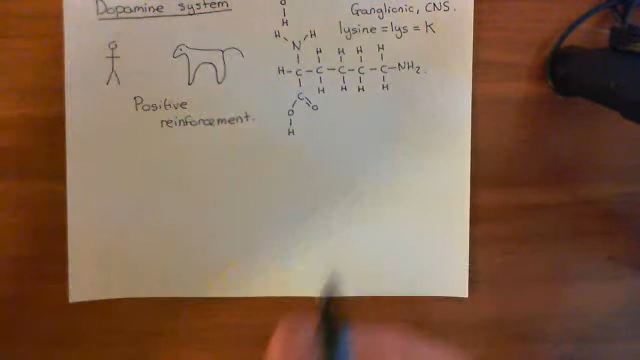 Dopamine system
Positive
reinforcement.
Ganglionic, CNS.
lysine = lys = K
O
H
H H
N
H H H H
H-C-C-C-C-C-NH2.
H H H H
C
O O
H